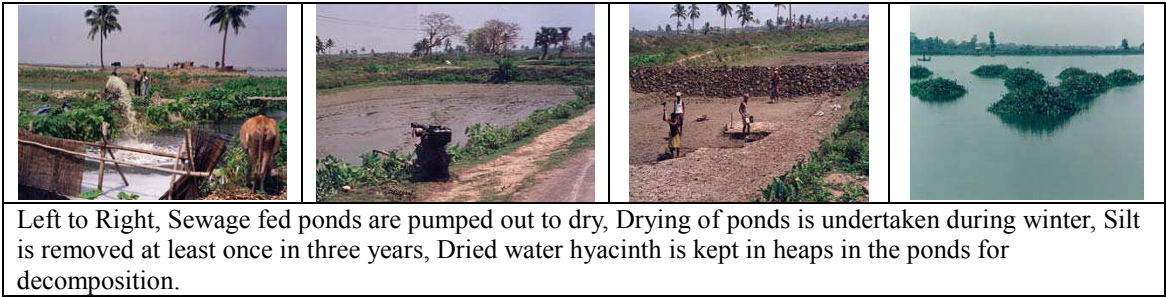 Left to Right, Sewage fed ponds are pumped out to dry, Drying of ponds is undertaken during winter, Silt
is removed at least once in three years, Dried water hyacinth is kept in heaps in the ponds for
decomposition.